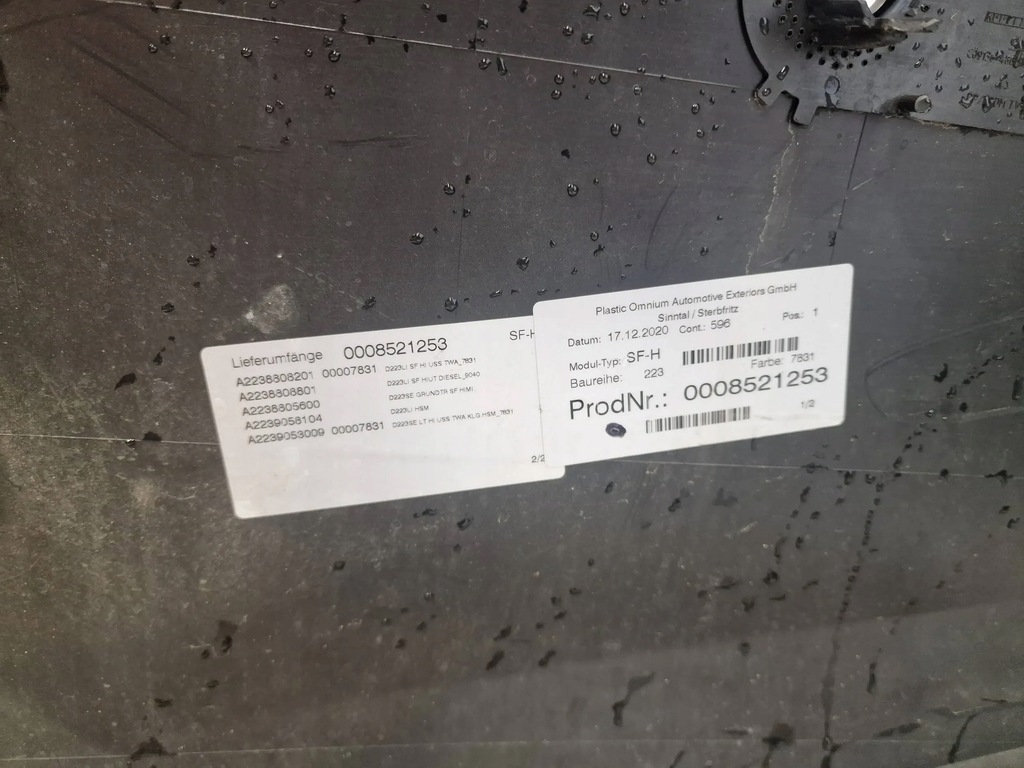 Lieferumfänge 0008521253 SF-H
A2238808201 00007831 D223LI SF HI USS TWA_7831
A2238808801 D223LI SF HI/UT DIESEL_9040
A2238805600 D223SE GRUNDTR SF HIMI
A2239058104 D223LI HSM
A2239053009 00007831 D223SE LT HI USS TWA KLG HSM_7831
2/2
Plastic Omnium Automotive Exteriors GmbH
Sinntal / Sterbfritz
Datum: 17.12.2020 Cont.: 596 Pos.: 1
Modul-Typ: SF-H
Baureihe: 223 Farbe: 7831
ProdNr.: 0008521253
1/2